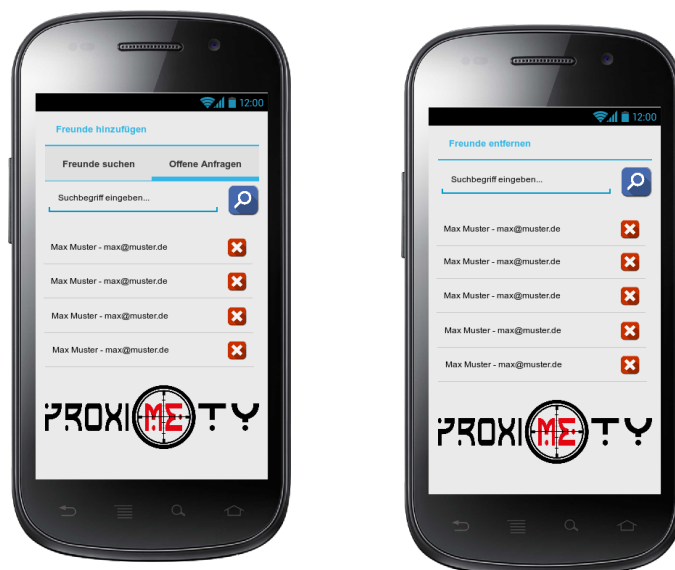 12:00
Freunde hinzufügen
Freunde suchen
Offene Anfragen
Suchbegriff eingeben...
Max Muster - max@muster.de
Max Muster - max@muster.de
Max Muster - max@muster.de
Max Muster - max@muster.de
PROXIMETY
12:00
Freunde entfernen
Suchbegriff eingeben...
Max Muster - max@muster.de
Max Muster - max@muster.de
Max Muster - max@muster.de
Max Muster - max@muster.de
Max Muster - max@muster.de
PROXIMETY